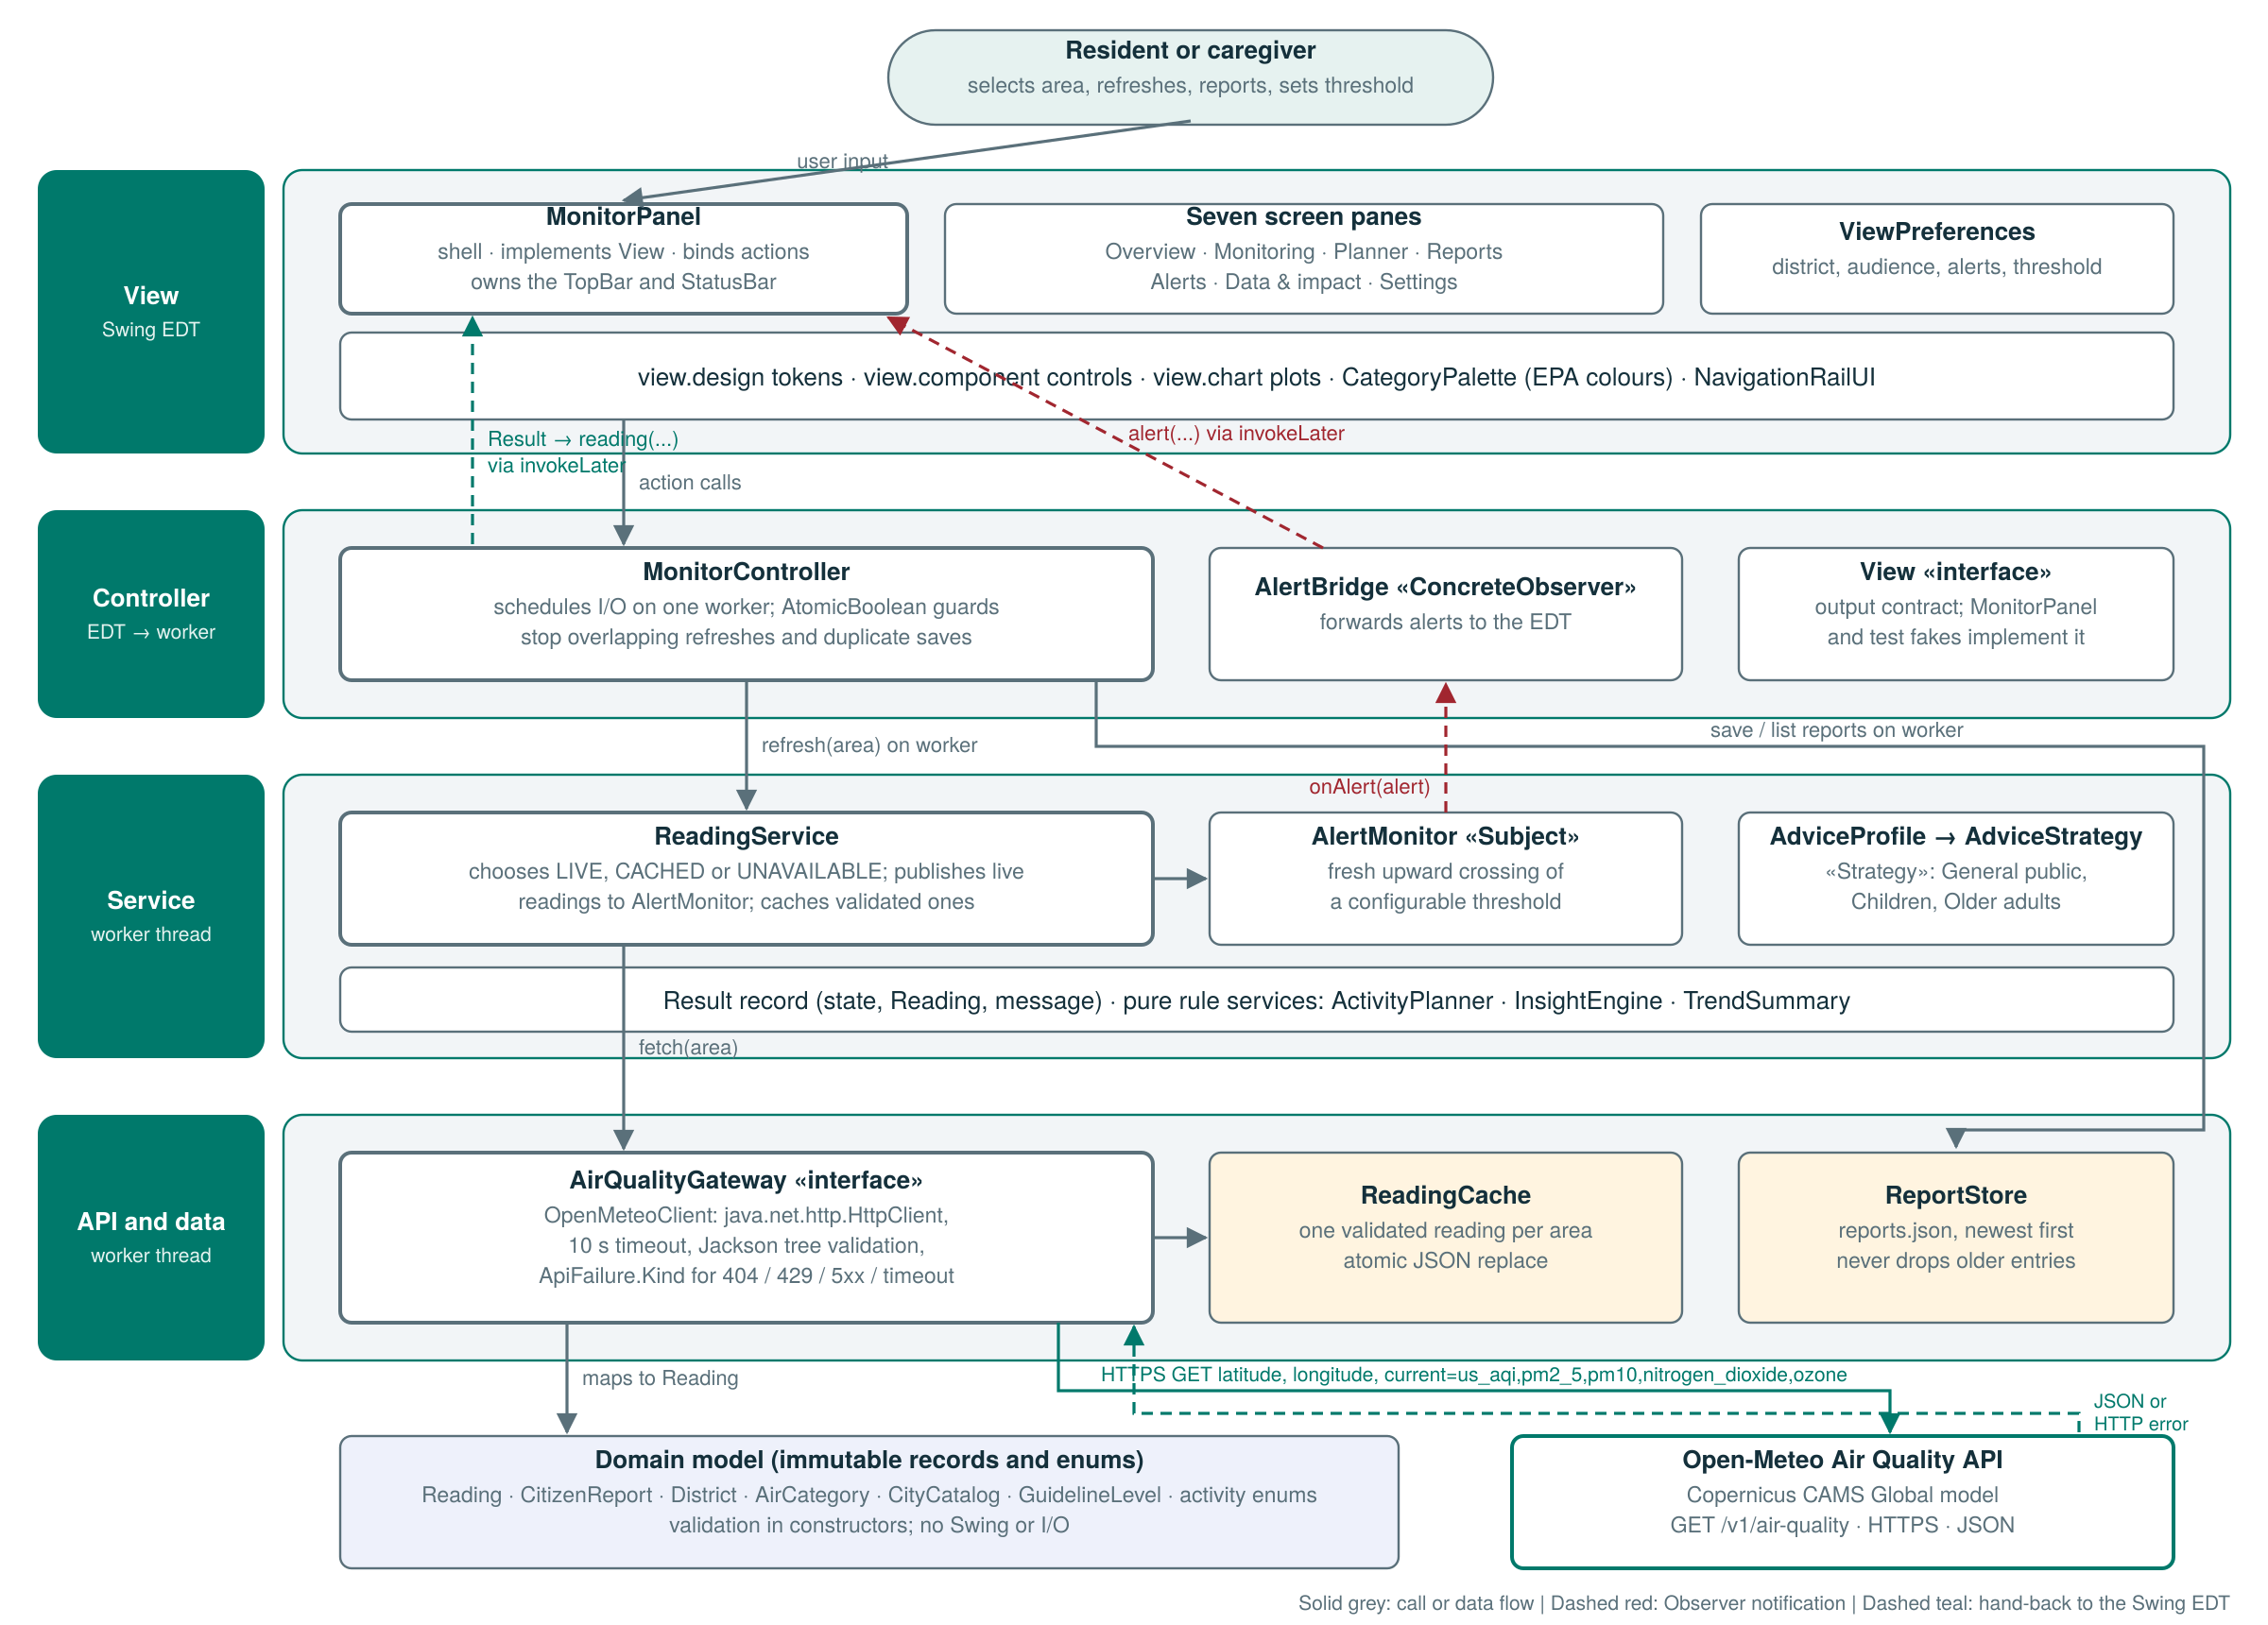 Resident or caregiver
selects area, refreshes, reports, sets threshold
user input
View
Swing EDT
MonitorPanel
shell · implements View · binds actions
owns the TopBar and StatusBar
Seven screen panes
Overview · Monitoring · Planner · Reports
Alerts · Data & impact · Settings
ViewPreferences
district, audience, alerts, threshold
view.design tokens · view.component controls · view.chart plots · CategoryPalette (EPA colours) · NavigationRailUI
Result → reading(...)
via invokeLater
action calls
alert(...) via invokeLater
Controller
EDT → worker
MonitorController
schedules I/O on one worker; AtomicBoolean guards
stop overlapping refreshes and duplicate saves
AlertBridge «ConcreteObserver»
forwards alerts to the EDT
View «interface»
output contract; MonitorPanel
and test fakes implement it
refresh(area) on worker
save / list reports on worker
onAlert(alert)
Service
worker thread
ReadingService
chooses LIVE, CACHED or UNAVAILABLE; publishes live
readings to AlertMonitor; caches validated ones
AlertMonitor «Subject»
fresh upward crossing of
a configurable threshold
AdviceProfile → AdviceStrategy
«Strategy»: General public,
Children, Older adults
Result record (state, Reading, message) · pure rule services: ActivityPlanner · InsightEngine · TrendSummary
fetch(area)
API and data
worker thread
AirQualityGateway «interface»
OpenMeteoClient: java.net.http.HttpClient,
10 s timeout, Jackson tree validation,
ApiFailure.Kind for 404 / 429 / 5xx / timeout
ReadingCache
one validated reading per area
atomic JSON replace
ReportStore
reports.json, newest first
never drops older entries
maps to Reading
HTTPS GET latitude, longitude, current=us_aqi,pm2_5,pm10,nitrogen_dioxide,ozone
JSON or
HTTP error
Domain model (immutable records and enums)
Reading · CitizenReport · District · AirCategory · CityCatalog · GuidelineLevel · activity enums
validation in constructors; no Swing or I/O
Open-Meteo Air Quality API
Copernicus CAMS Global model
GET /v1/air-quality · HTTPS · JSON
Solid grey: call or data flow | Dashed red: Observer notification | Dashed teal: hand-back to the Swing EDT